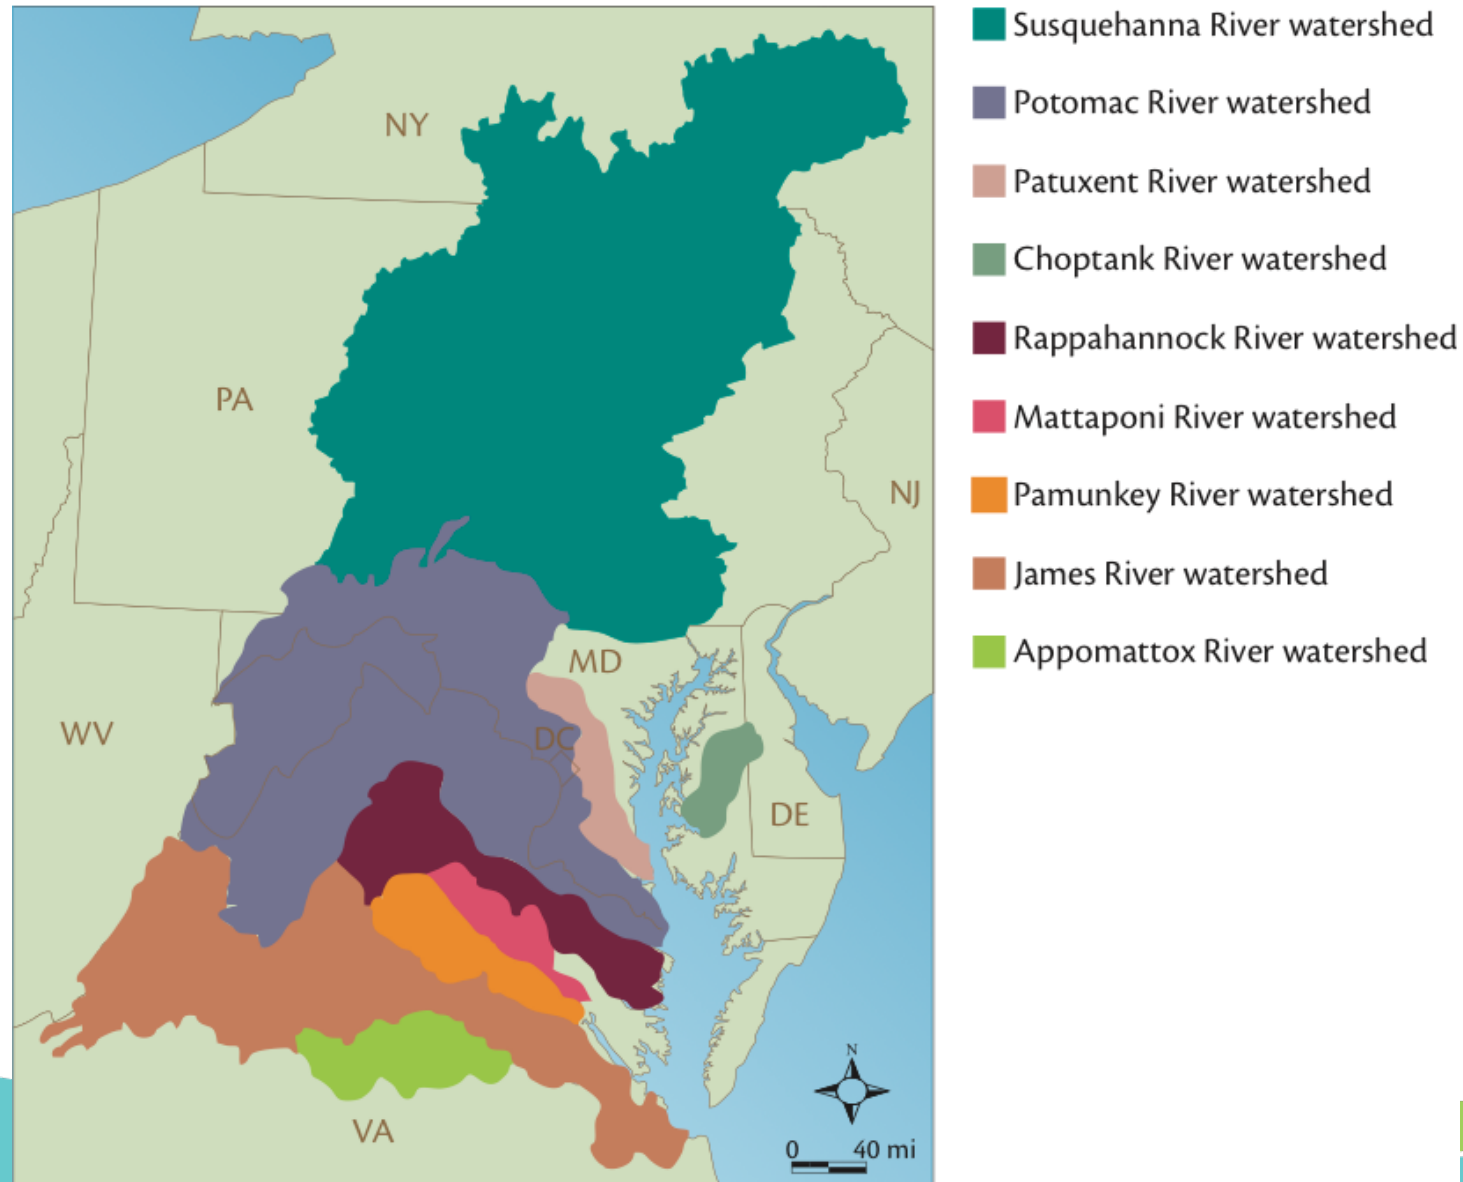 Susquehanna River watershed
Potomac River watershed
Patuxent River watershed
Choptank River watershed
Rappahannock River watershed
Mattaponi River watershed
Pamunkey River watershed
James River watershed
Appomattox River watershed
NY
PA
NJ
MD
WV
DC
DE
VA
N
0 40 mi